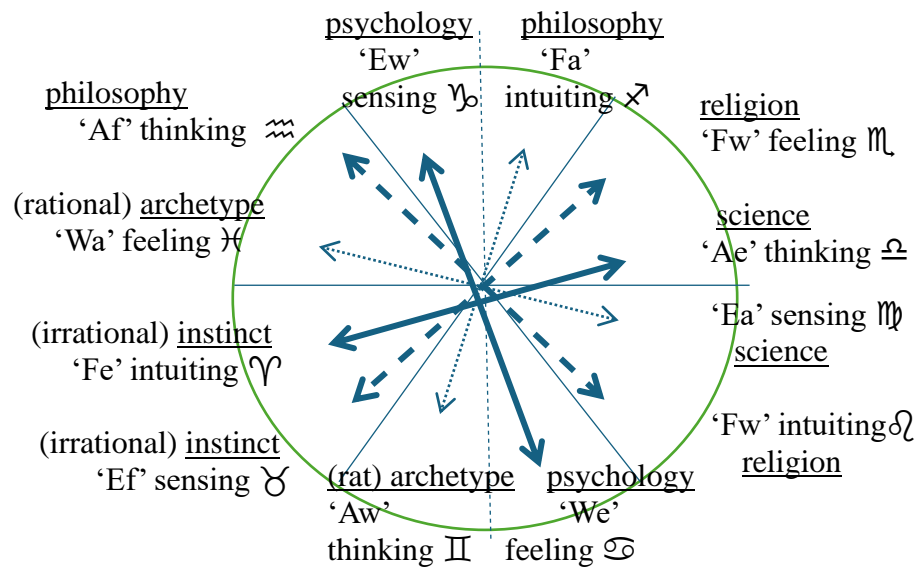 psychology
‘Ew’
sensing ♑
philosophy
‘Fa’
intuiting ♐
philosophy
‘Af’ thinking ♒
religion
‘Fw’ feeling ♏
(rational) archetype
‘Wa’ feeling ♓
science
‘Ae’ thinking ♎
(irrational) instinct
‘Fe’ intuiting ♈
‘Ea’ sensing ♍
science
(irrational) instinct
‘Ef’ sensing ♉
‘Fw’ intuiting♌
religion
(rat) archetype
‘Aw’
thinking ♊
psychology
‘We’
feeling ♋